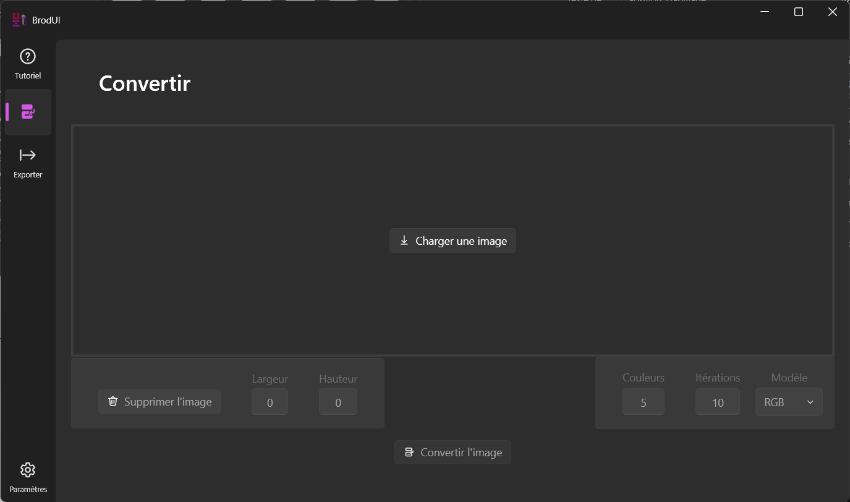 BrodUI
Tutoriel
Exporter
Paramètres
Convertir
Charger une image
Supprimer l'image
Largeur
0
Hauteur
0
Couleurs
5
Itérations
10
Modèle
RGB
Convertir l'image